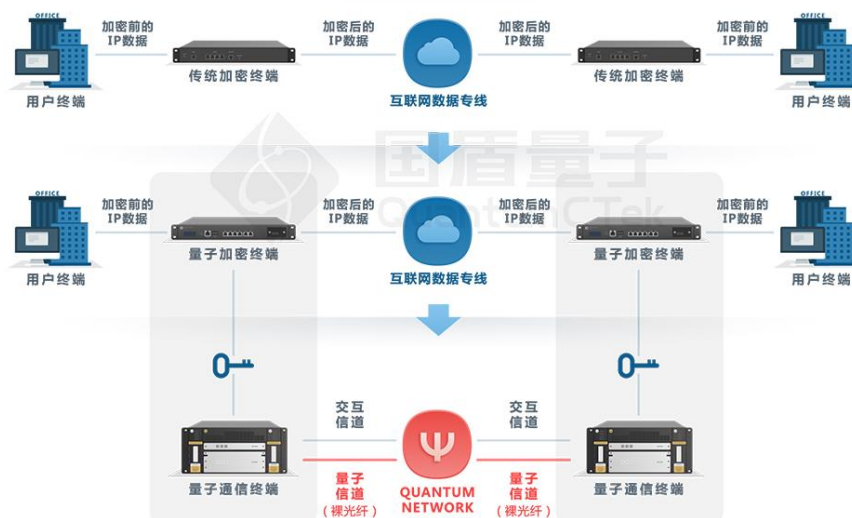 OFFICE
用户终端
加密前的
IP数据
传统加密终端
加密后的
IP数据
互联网数据专线
加密后的
IP数据
传统加密终端
加密前的
IP数据
OFFICE
用户终端
国盾量子
QuantumCTek
OFFICE
用户终端
加密前的
IP数据
量子加密终端
加密后的
IP数据
互联网数据专线
加密后的
IP数据
量子加密终端
加密前的
IP数据
OFFICE
用户终端
量子通信终端
交互
信道
量子
信道
（裸光纤）
Ψ
QUANTUM
NETWORK
交互
信道
量子
信道
（裸光纤）
量子通信终端